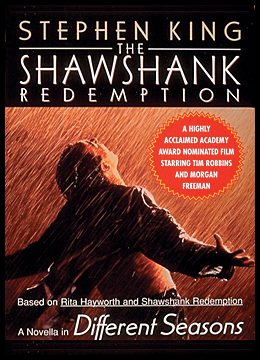 STEPHEN KING
THE
SHAWSHANK
REDEMPTION
A HIGHLY
ACCLAIMED ACADEMY
AWARD NOMINATED FILM
STARRING TIM ROBBINS
AND MORGAN
FREEMAN
Based on Rita Hayworth and Shawshank Redemption
A Novella in Different Seasons